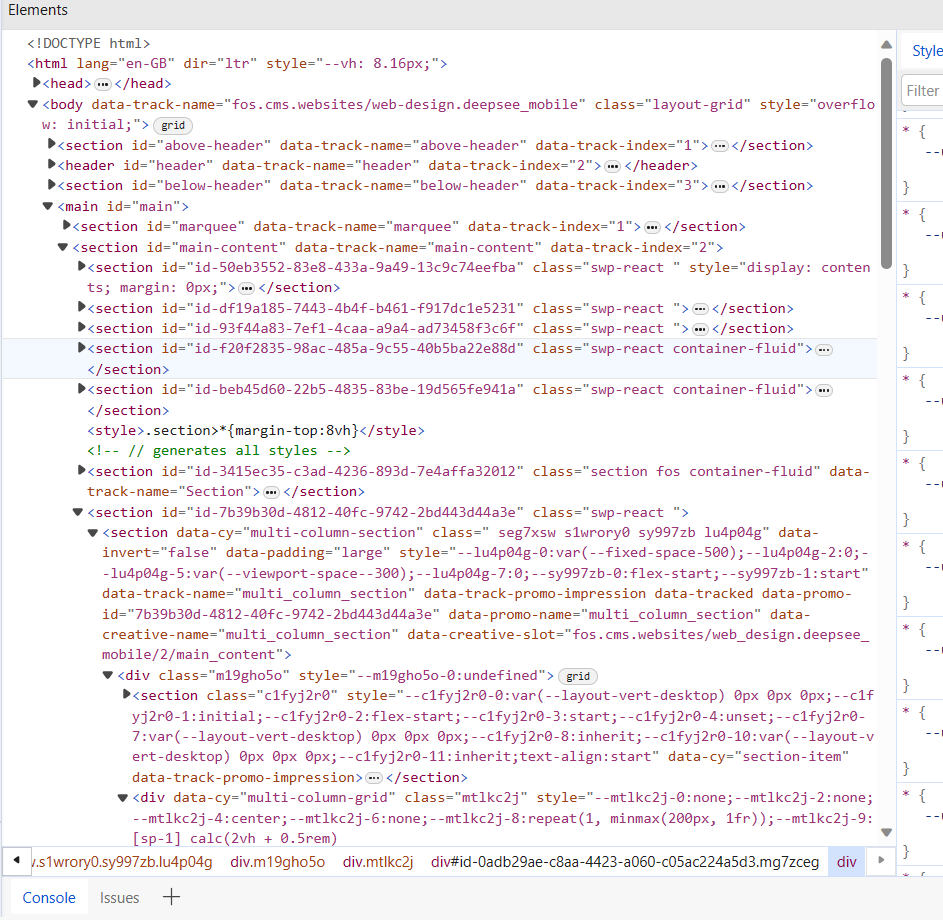 Elements
<!DOCTYPE html>
<html lang="en-GB" dir="ltr" style="--vh: 8.16px;">
<head> ••• </head>
<body data-track-name="fos.cms.websites/web-design.deepsee_mobile" class="layout-grid" style="overflo
w: initial;"> grid
<section id="above-header" data-track-name="above-header" data-track-index="1"> ••• </section>
<header id="header" data-track-name="header" data-track-index="2"> ••• </header>
<section id="below-header" data-track-name="below-header" data-track-index="3"> ••• </section>
<main id="main">
<section id="marquee" data-track-name="marquee" data-track-index="1"> ••• </section>
<section id="main-content" data-track-name="main-content" data-track-index="2">
<section id="id-50eb3552-83e8-433a-9a49-13c9c74eefba" class="swp-react " style="display: conten
ts; margin: 0px;"> ••• </section>
<section id="id-df19a185-7443-4b4f-b461-f917dc1e5231" class="swp-react "> ••• </section>
<section id="id-93f44a83-7ef1-4caa-a9a4-ad73458f3c6f" class="swp-react "> ••• </section>
<section id="id-f20f2835-98ac-485a-9c55-40b5ba22e88d" class="swp-react container-fluid"> •••
</section>
<section id="id-beb45d60-22b5-4835-83be-19d565fe941a" class="swp-react container-fluid"> •••
</section>
<style>.section>*{margin-top:8vh}</style>
<!-- // generates all styles -->
<section id="id-3415ec35-c3ad-4236-893d-7e4affa32012" class="section fos container-fluid" data-
track-name="Section"> ••• </section>
<section id="id-7b39b30d-4812-40fc-9742-2bd443d44a3e" class="swp-react ">
<section data-cy="multi-column-section" class=" seg7xsw s1wrory0 sy997zb lu4p04g" data-
invert="false" data-padding="large" style="--lu4p04g-0:var(--fixed-space-500);--lu4p04g-2:0;-
-lu4p04g-5:var(--viewport-space--300);--lu4p04g-7:0;--sy997zb-0:flex-start;--sy997zb-1:start"
data-track-name="multi_column_section" data-track-promo-impression data-tracked data-promo-
id="7b39b30d-4812-40fc-9742-2bd443d44a3e" data-promo-name="multi_column_section" data-
creative-name="multi_column_section" data-creative-slot="fos.cms.websites/web_design.deepsee_
mobile/2/main_content">
<div class="m19gho5o" style="--m19gho5o-0:undefined"> grid
<section class="c1fyj2r0" style="--c1fyj2r0-0:var(--layout-vert-desktop) 0px 0px 0px;--c1f
yj2r0-1:initial;--c1fyj2r0-2:flex-start;--c1fyj2r0-3:start;--c1fyj2r0-4:unset;--c1fyj2r0-
7:var(--layout-vert-desktop) 0px 0px 0px;--c1fyj2r0-8:inherit;--c1fyj2r0-10:var(--layout-v
ert-desktop) 0px 0px 0px;--c1fyj2r0-11:inherit;text-align:start" data-cy="section-item"
data-track-promo-impression> ••• </section>
<div data-cy="multi-column-grid" class="mtlkc2j" style="--mtlkc2j-0:none;--mtlkc2j-2:none;
--mtlkc2j-4:center;--mtlkc2j-6:none;--mtlkc2j-8:repeat(1, minmax(200px, 1fr));--mtlkc2j-9:
[sp-1] calc(2vh + 0.5rem)
v.s1wrory0.sy997zb.lu4p04g div.m19gho5o div.mtlkc2j div#id-0adb29ae-c8aa-4423-a060-c05ac224a5d3.mg7zceg div
Console Issues +
Style
Filter
}
* {
--
}
* {
--
}
* {
--
}
* {
--
}
* {
--
}
* {
--
}
* {
--
}
* {
--
}
* {
--
}
* {